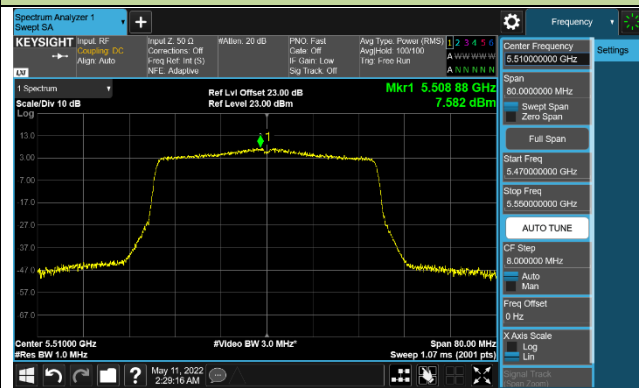 Spectrum Analyzer 1
Swept SA
+
Frequency
KEYSIGHT
Input: RF
Coupling: DC
Align: Auto
Input Z: 50 Ω
Corrections: Off
Freq Ref: Int (S)
NFE: Adaptive
#Atten: 20 dB
PNO: Fast
Gate: Off
IF Gain: Low
Sig Track: Off
Avg Type: Power (RMS)
Avg|Hold: 100/100
Trig: Free Run
1 2 3 4 5 6
A W W W W W
A N N N N N
LXI
1 Spectrum
Scale/Div 10 dB
Log
Ref Lvl Offset 23.00 dB
Ref Level 23.00 dBm
Mkr1 5.508 88 GHz
7.582 dBm
1
13.0
3.00
-7.00
-17.0
-27.0
-37.0
-47.0
-57.0
-67.0
Center 5.51000 GHz
#Res BW 1.0 MHz
#Video BW 3.0 MHz*
Span 80.00 MHz
Sweep 1.07 ms (2001 pts)
May 11, 2022
2:29:16 AM
?
Center Frequency
5.510000000 GHz
Settings
Span
80.0000000 MHz
Swept Span
Zero Span
Full Span
Start Freq
5.470000000 GHz
Stop Freq
5.550000000 GHz
AUTO TUNE
CF Step
8.000000 MHz
Auto
Man
Freq Offset
0 Hz
X Axis Scale
Log
Lin
Signal Track
(Span Zoom)